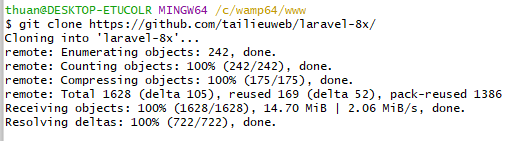 thuan@DESKTOP-ETUCOLR MINGW64 /c/wamp64/www
$ git clone https://github.com/tailieuweb/laravel-8x/
Cloning into 'laravel-8x'...
remote: Enumerating objects: 242, done.
remote: Counting objects: 100% (242/242), done.
remote: Compressing objects: 100% (175/175), done.
remote: Total 1628 (delta 105), reused 169 (delta 52), pack-reused 1386
Receiving objects: 100% (1628/1628), 14.70 MiB | 2.06 MiB/s, done.
Resolving deltas: 100% (722/722), done.